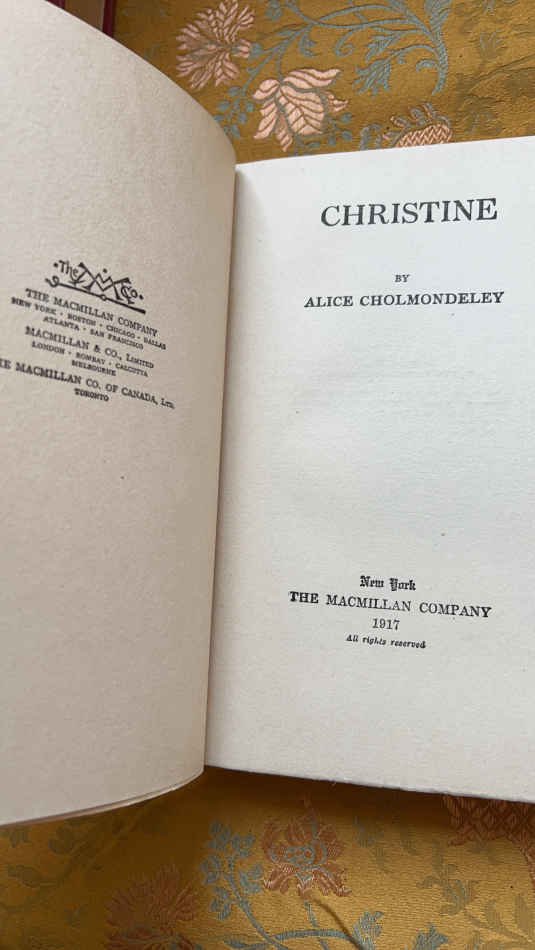 The M Co.
THE MACMILLAN COMPANY
NEW YORK · BOSTON · CHICAGO · DALLAS
ATLANTA · SAN FRANCISCO
MACMILLAN & CO., LIMITED
LONDON · BOMBAY · CALCUTTA
MELBOURNE
HE MACMILLAN CO. OF CANADA, LTD.
TORONTO
CHRISTINE
BY
ALICE CHOLMONDELEY
New York
THE MACMILLAN COMPANY
1917
All rights reserved